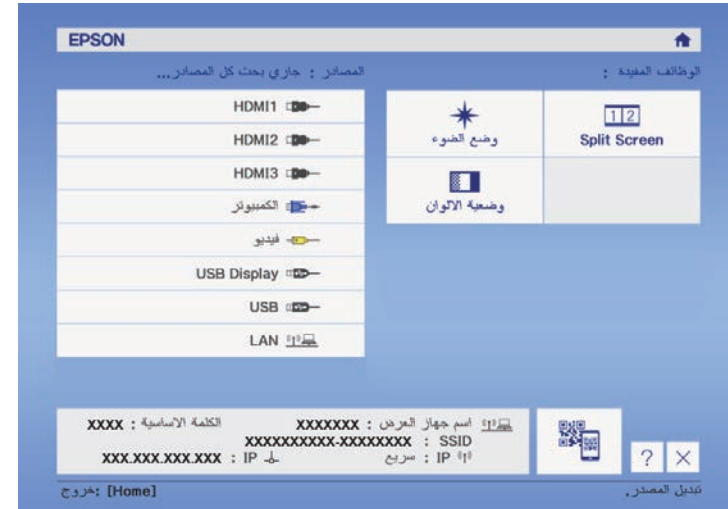 EPSON
الوظائف المفيدة :
المصادر : جاري بحث كل المصادر...
1 2
Split Screen
وضع الضوء
وضعية الالوان
HDMI1
HDMI2
HDMI3
الكمبيوتر
فيديو
USB Display
USB
LAN
اسم جهاز العرض : XXXXXXX الكلمة الاساسية : XXXX
SSID : XXXXXXXXXX-XXXXXXXX
IP : سريع IP : XXX.XXX.XXX.XXX
? X
تبديل المصدر. [Home] :خروج